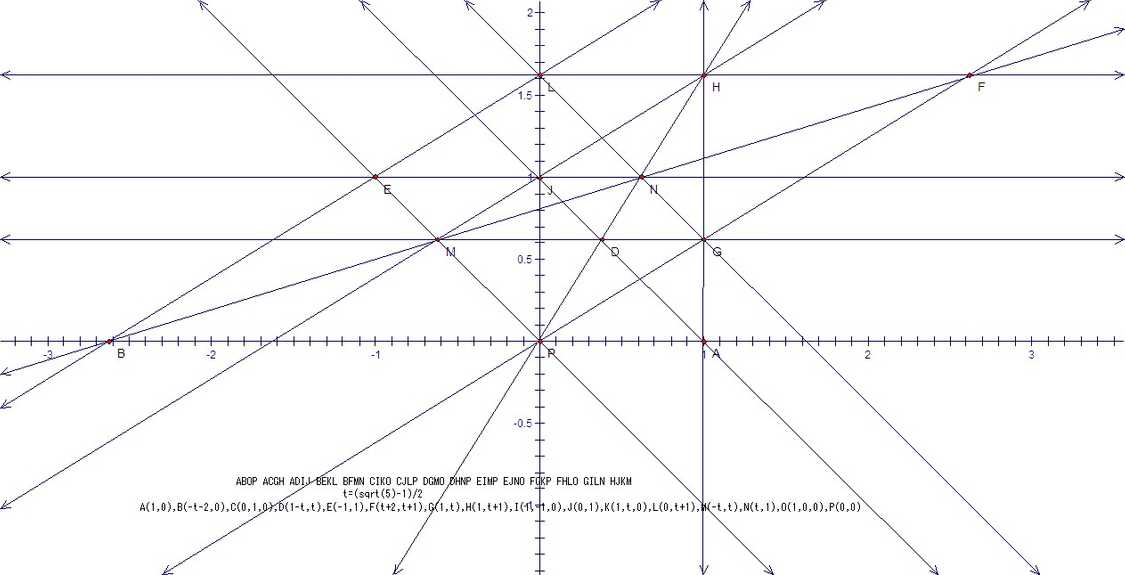 2
1.5
L
H
F
1
E
J
N
M
D
G
0.5
B
P
A
-3
-2
-1
1
2
3
-0.5
ABOP ACGH ADIJ BEKL BFMN CIKO CJLP DGMO DHNP EIMP EJNO FGKP FHLO GILN HJKM
t=(sqrt(5)-1)/2
A(1,0),B(-t-2,0),C(0,1,0),D(1-t,t),E(-1,1),F(t+2,t+1),G(1,t),H(1,t+1),I(1,-1,0),J(0,1),K(1,t,0),L(0,t+1),M(-t,t),N(t,1),O(1,0,0),P(0,0)